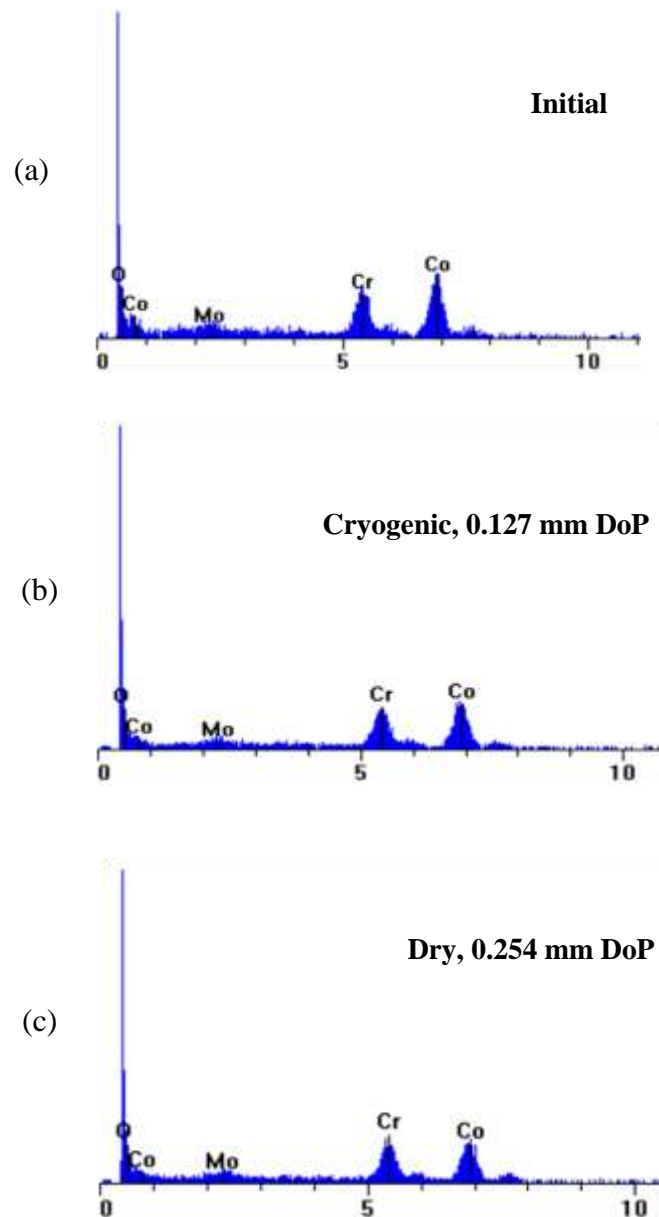 Initial
(a)
O
Co
Mo
Cr
Co
0 5 10
Cryogenic, 0.127 mm DoP
(b)
O
Co
Mo
Cr
Co
0 5 10
Dry, 0.254 mm DoP
(c)
O
Co
Mo
Cr
Co
0 5 10